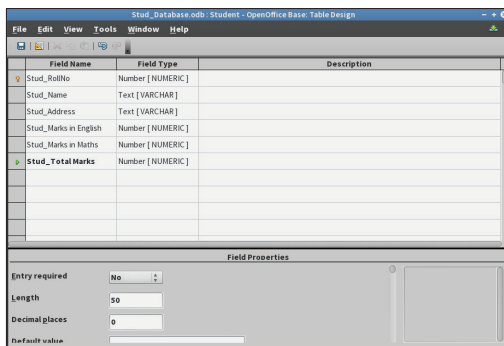 Stud_Database.odb : Student - OpenOffice Base: Table Design
File Edit View Tools Window Help
Field Name Field Type Description
Stud_RollNo Number [ NUMERIC ]
Stud_Name Text [ VARCHAR ]
Stud_Address Text [ VARCHAR ]
Stud_Marks in English Number [ NUMERIC ]
Stud_Marks in Maths Number [ NUMERIC ]
Stud_Total Marks Number [ NUMERIC ]
Field Properties
Entry required No
Length 50
Decimal places 0
Default value